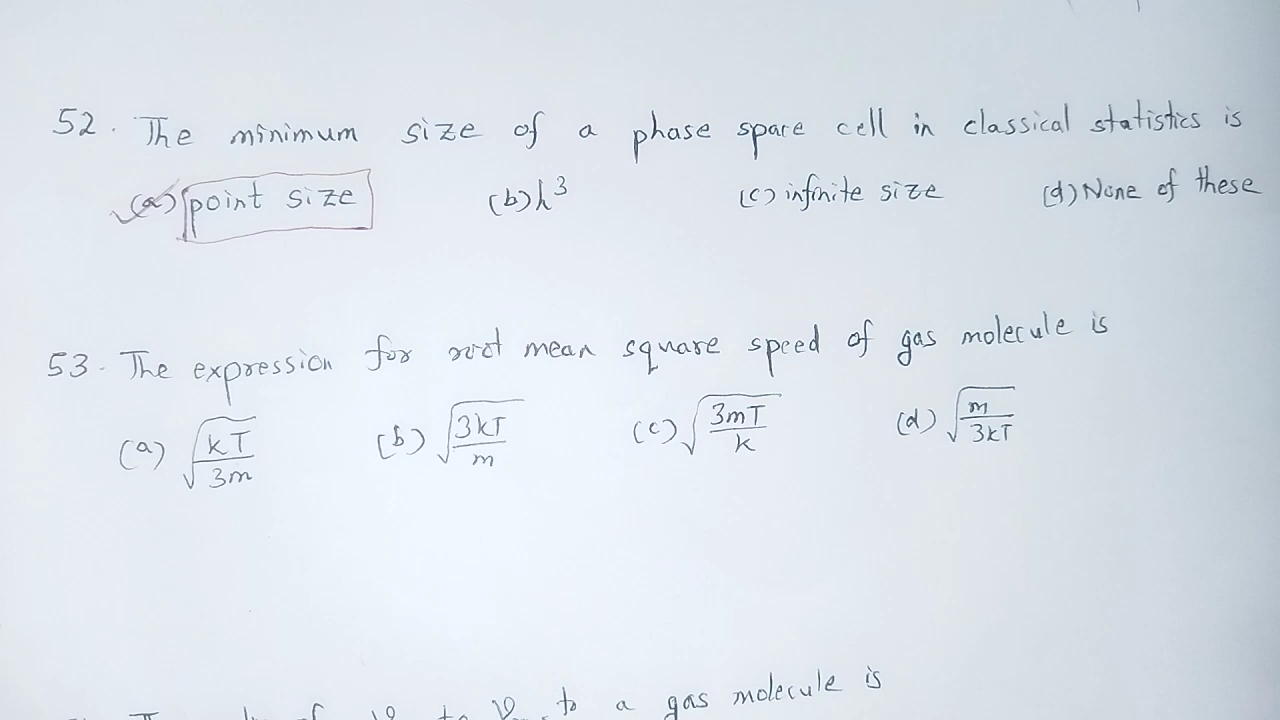 52. The minimum size of a phase space cell in classical statistics is
(a) point size (b) h³ (c) infinite size (d) None of these
53. The expression for root mean square speed of gas molecule is
(a) √(kT/3m) (b) √(3kT/m) (c) √(3mT/k) (d) √(m/3kT)
to a gas molecule is